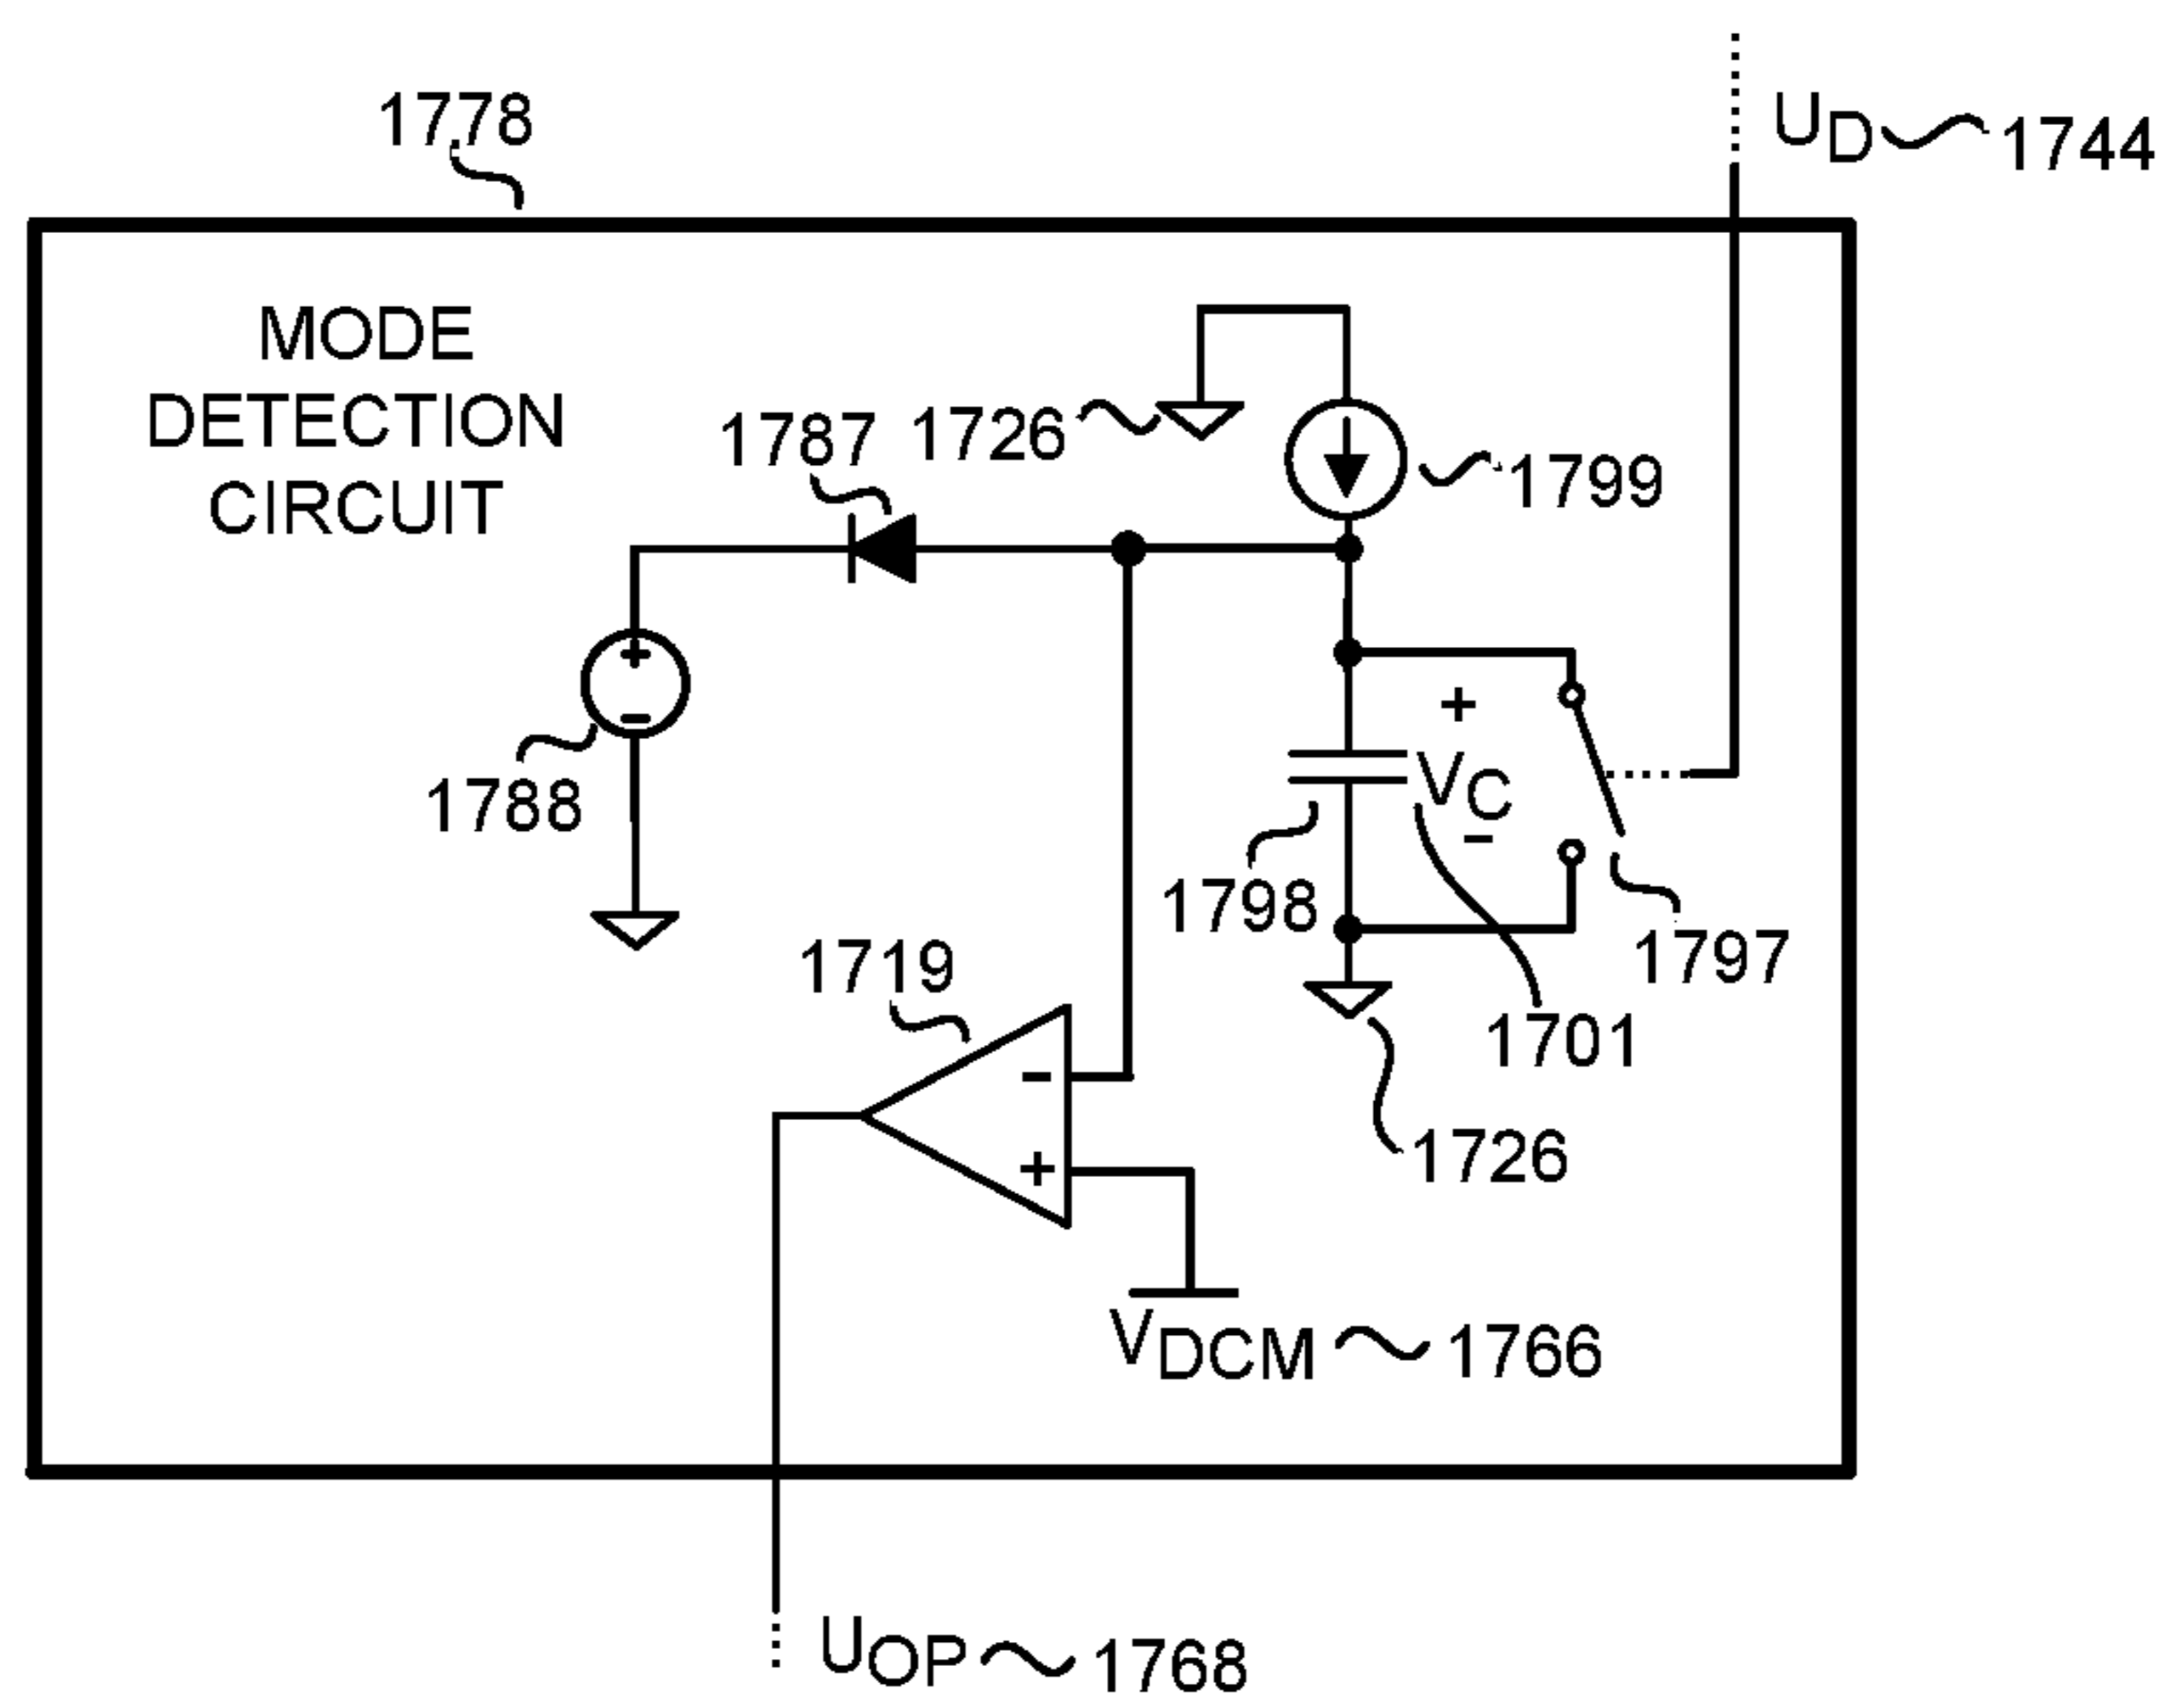 1778
UD 1744
MODE
DETECTION
CIRCUIT
1787
1726
1799
+
-
1788
+
VC
-
1798
1797
1719
1701
-
+
1726
VDCM 1766
UOP 1768